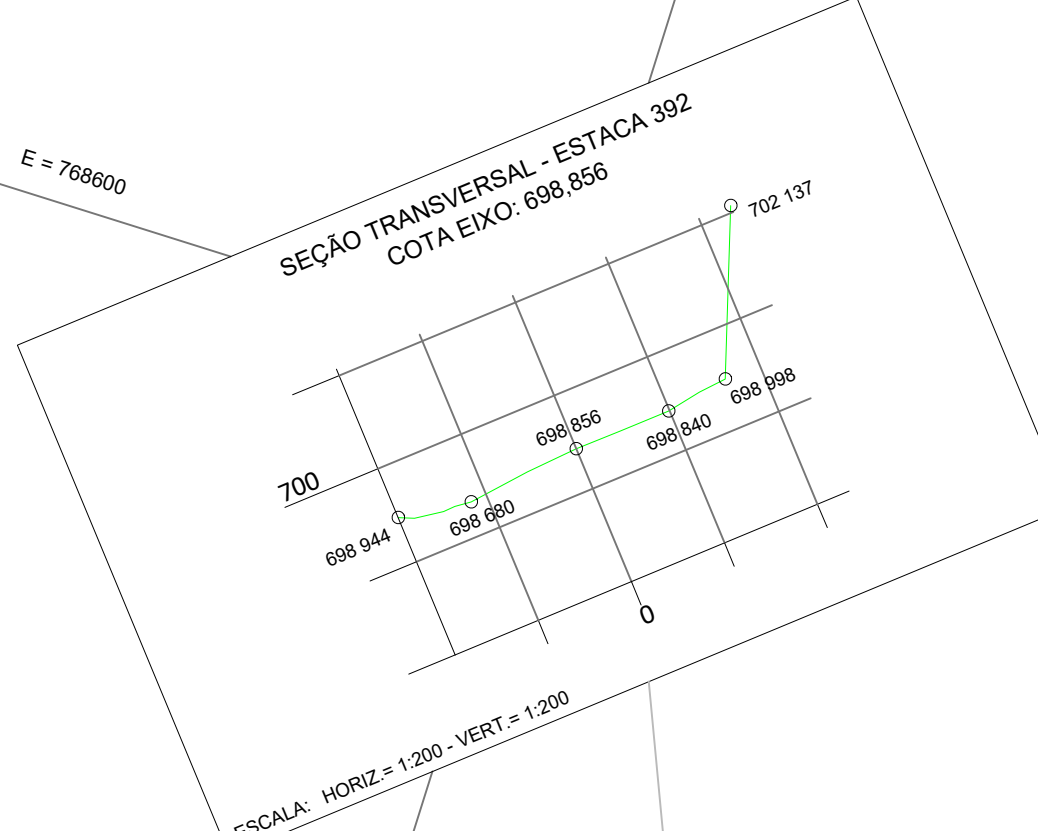 E = 768600
SEÇÃO TRANSVERSAL - ESTACA 392
COTA EIXO: 698,856
702 137
698 998
698 856
698 840
700
698 680
698 944
0
ESCALA: HORIZ.= 1:200 - VERT.= 1:200